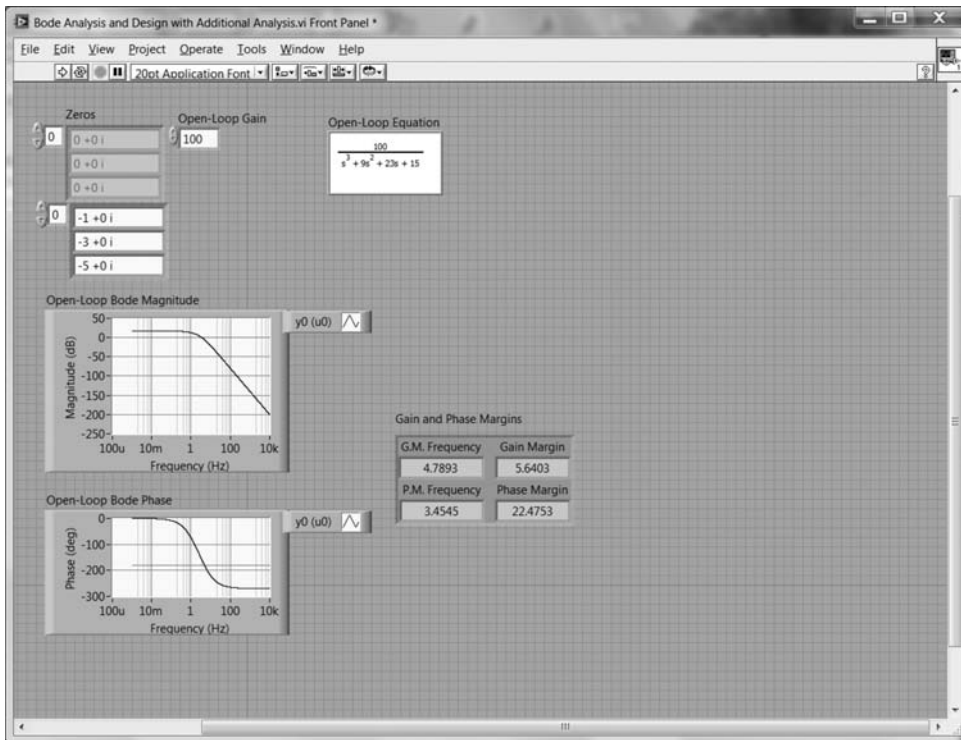 Bode Analysis and Design with Additional Analysis.vi Front Panel *
File Edit View Project Operate Tools Window Help
20pt Application Font
Zeros
Open-Loop Gain
Open-Loop Equation
0
0 +0 i
0 +0 i
0 +0 i
100
100
s^3 + 9s^2 + 23s + 15
0
-1 +0 i
-3 +0 i
-5 +0 i
Open-Loop Bode Magnitude
y0 (u0)
Magnitude (dB)
50
0
-50
-100
-150
-200
-250
100u 10m 1 100 10k
Frequency (Hz)
Gain and Phase Margins
G.M. Frequency Gain Margin
4.7893 5.6403
P.M. Frequency Phase Margin
3.4545 22.4753
Open-Loop Bode Phase
y0 (u0)
Phase (deg)
0
-100
-200
-300
100u 10m 1 100 10k
Frequency (Hz)